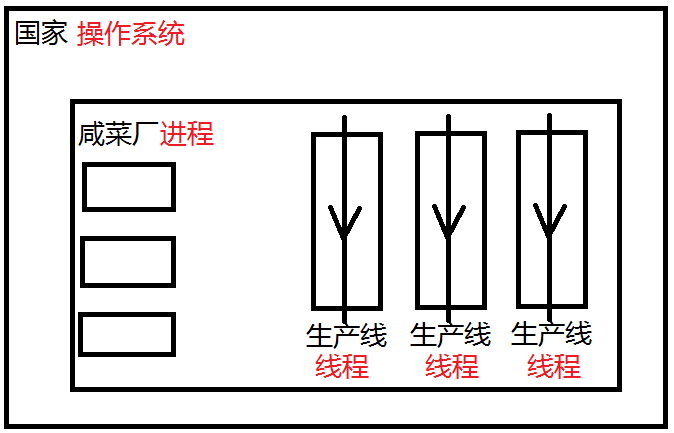 国家 操作系统
咸菜厂进程
生产线 生产线 生产线
线程 线程 线程